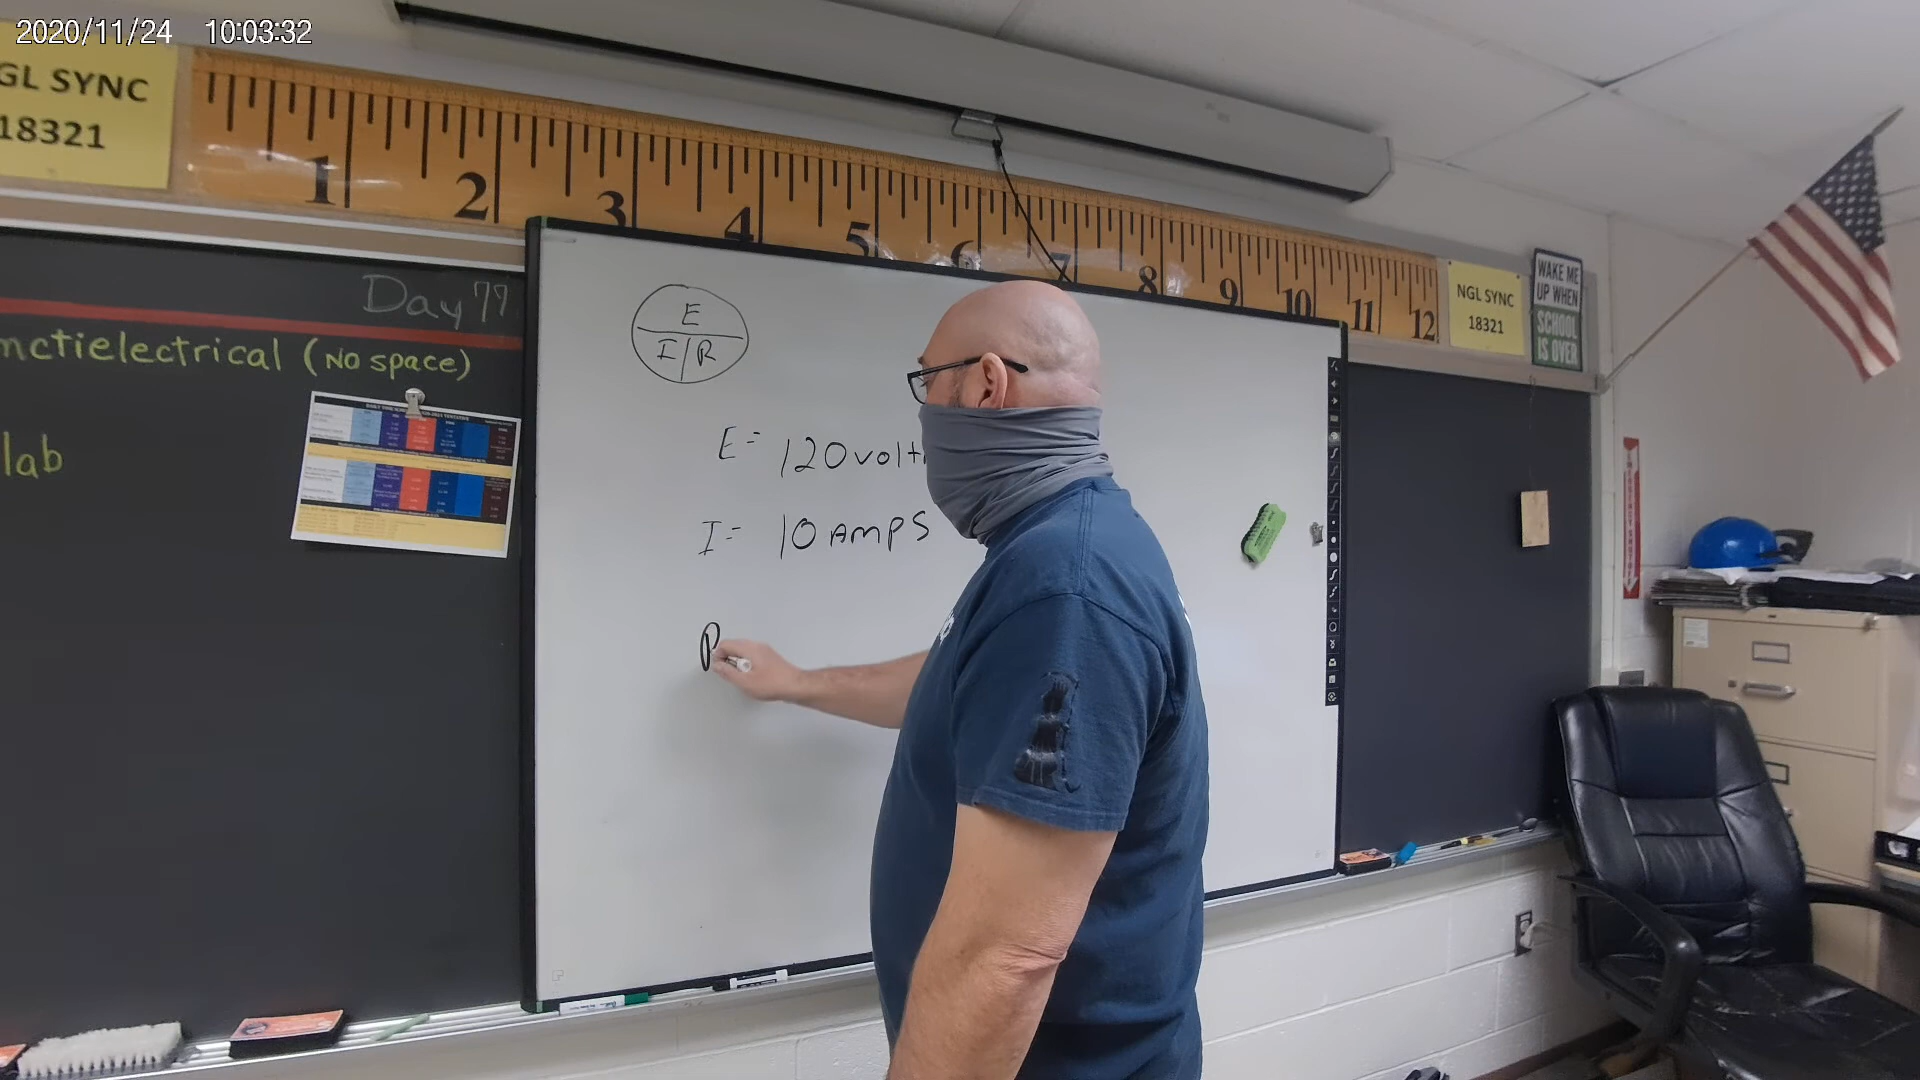 2020/11/24 10:03:32
GL SYNC
18321
1 2 3 4 5 6 7 8 9 10 11 12
NGL SYNC
18321
WAKE ME
UP WHEN
SCHOOL
IS OVER
Day 77
nctielectrical (No space)
lab
E
I R
E= 120 volt
I= 10 AMPS